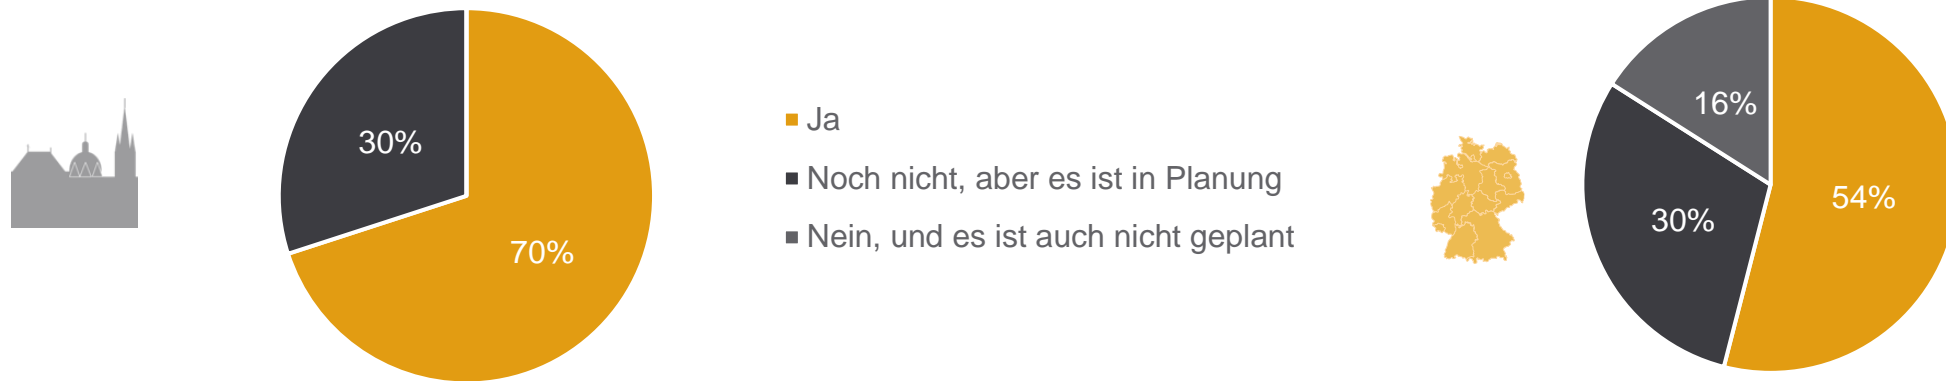 30%
70%
Ja
Noch nicht, aber es ist in Planung
Nein, und es ist auch nicht geplant
16%
54%
30%